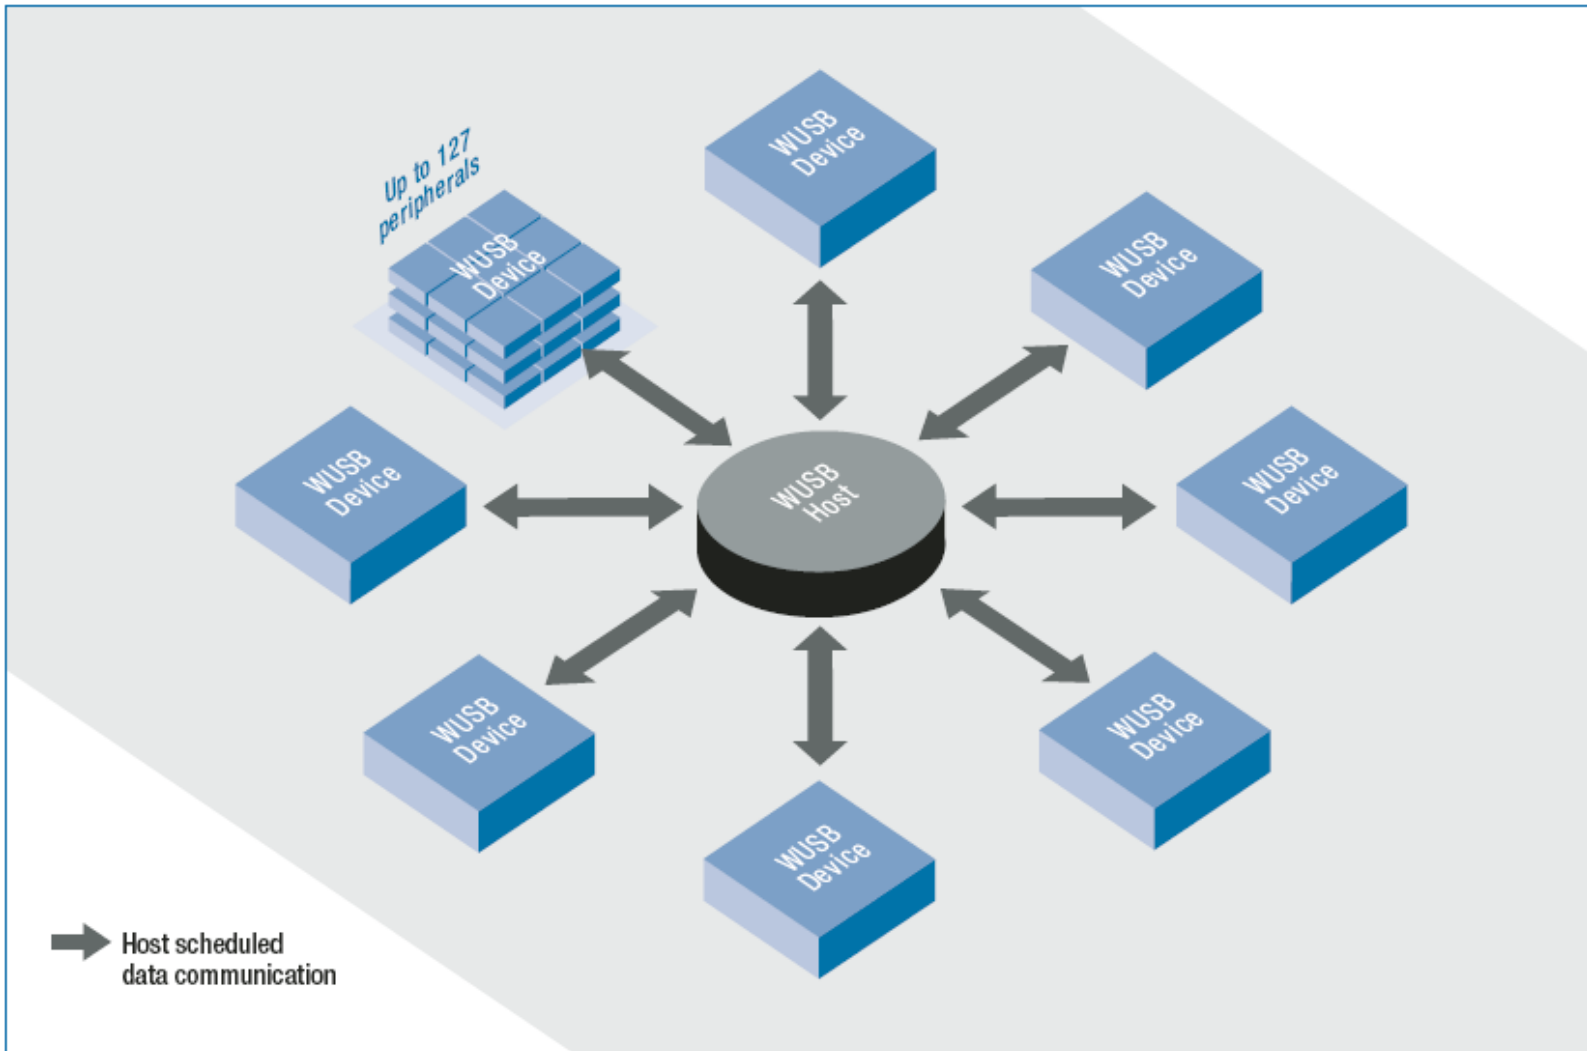 WUSB
Device
Up to 127
peripherals
WUSB
Device
WUSB
Device
WUSB
Device
WUSB
Host
WUSB
Device
WUSB
Device
WUSB
Device
WUSB
Device
Host scheduled
data communication
WUSB
Device